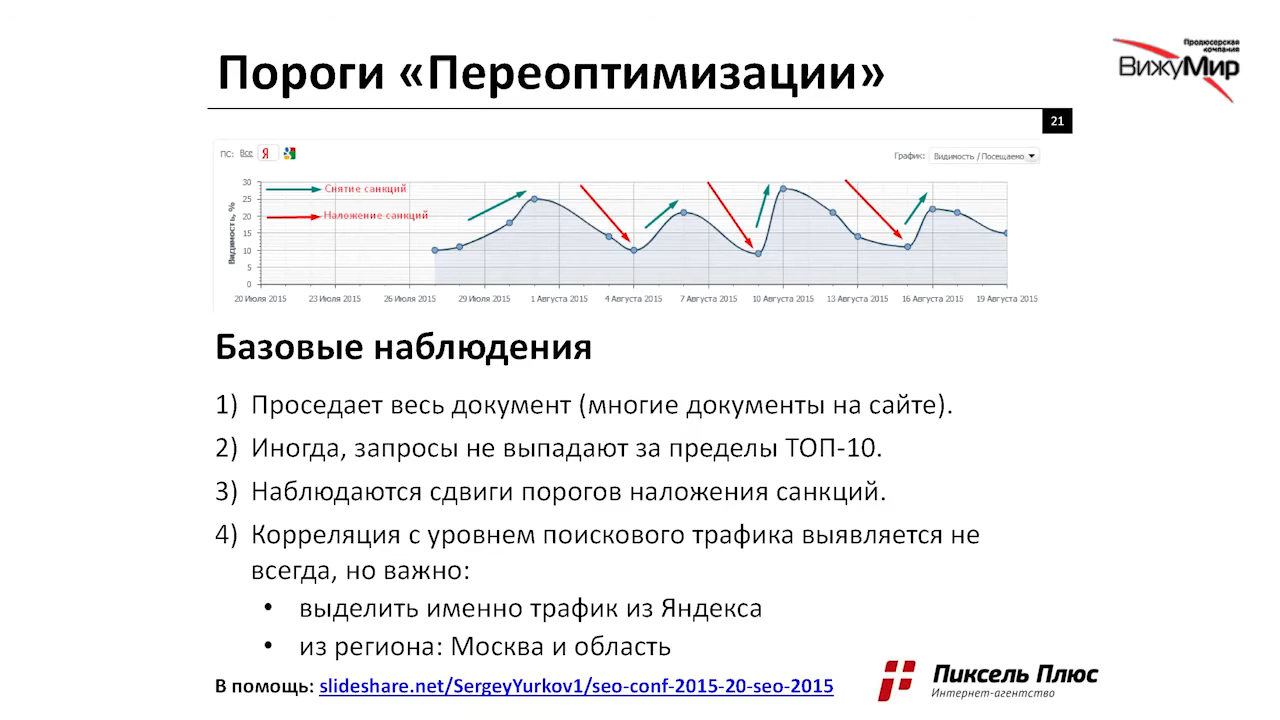 Пороги «Переоптимизации»
Продюсерская
компания
ВижуМир
21
ПС: Все Я
График: Видимость / Посещаемо
Снятие санкций
Наложение санкций
Видимость, %
30
25
20
15
10
5
0
20 Июля 2015 23 Июля 2015 26 Июля 2015 29 Июля 2015 1 Августа 2015 4 Августа 2015 7 Августа 2015 10 Августа 2015 13 Августа 2015 16 Августа 2015 19 Августа 2015
Базовые наблюдения
1) Проседает весь документ (многие документы на сайте).
2) Иногда, запросы не выпадают за пределы ТОП-10.
3) Наблюдаются сдвиги порогов наложения санкций.
4) Корреляция с уровнем поискового трафика выявляется не
всегда, но важно:
• выделить именно трафик из Яндекса
• из региона: Москва и область
В помощь: slideshare.net/SergeyYurkov1/seo-conf-2015-20-seo-2015
Пиксель Плюс
Интернет-агентство